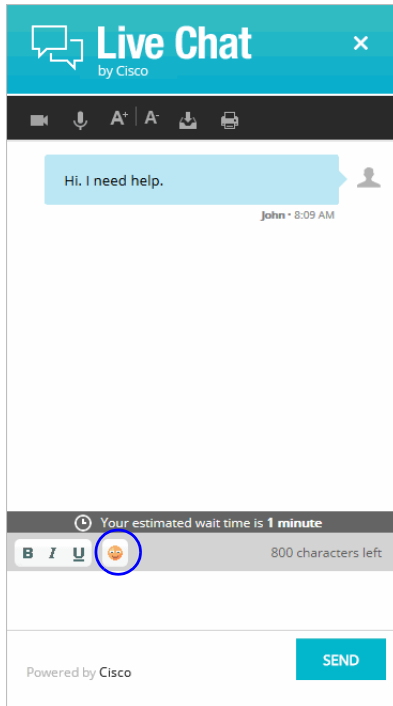 Live Chat
by Cisco
A+ A-
Hi. I need help.
John • 8:09 AM
Your estimated wait time is 1 minute
B I U 800 characters left
SEND
Powered by Cisco